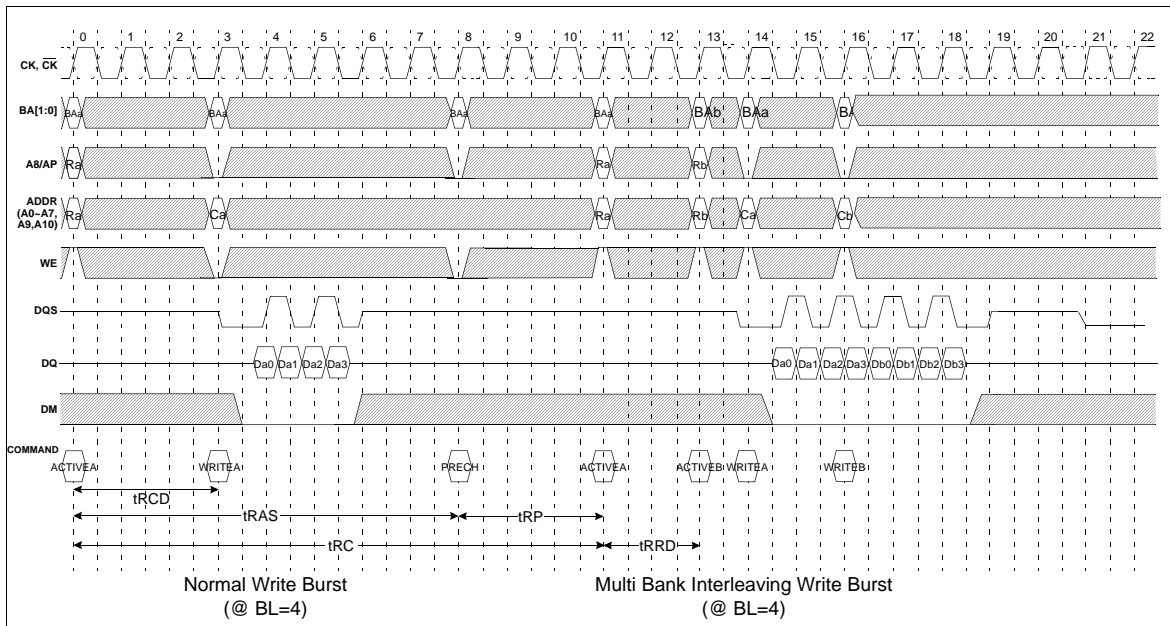 0 1 2 3 4 5 6 7 8 9 10 11 12 13 14 15 16 17 18 19 20 21 22
CK, CK
BA[1:0] BAa BAa BAa BAa BAb BAa BA
A8/AP Ra Ra Rb
ADDR
(A0~A7,
A9,A10)
Ra Ca Ra Rb Ca Cb
WE
DQS
DQ Da0 Da1 Da2 Da3 Da0 Da1 Da2 Da3 Db0 Db1 Db2 Db3
DM
COMMAND
ACTIVEA WRITEA PRECH ACTIVEA ACTIVEB WRITEA WRITEB
tRCD
tRAS tRP
tRC tRRD
Normal Write Burst Multi Bank Interleaving Write Burst
(@ BL=4) (@ BL=4)